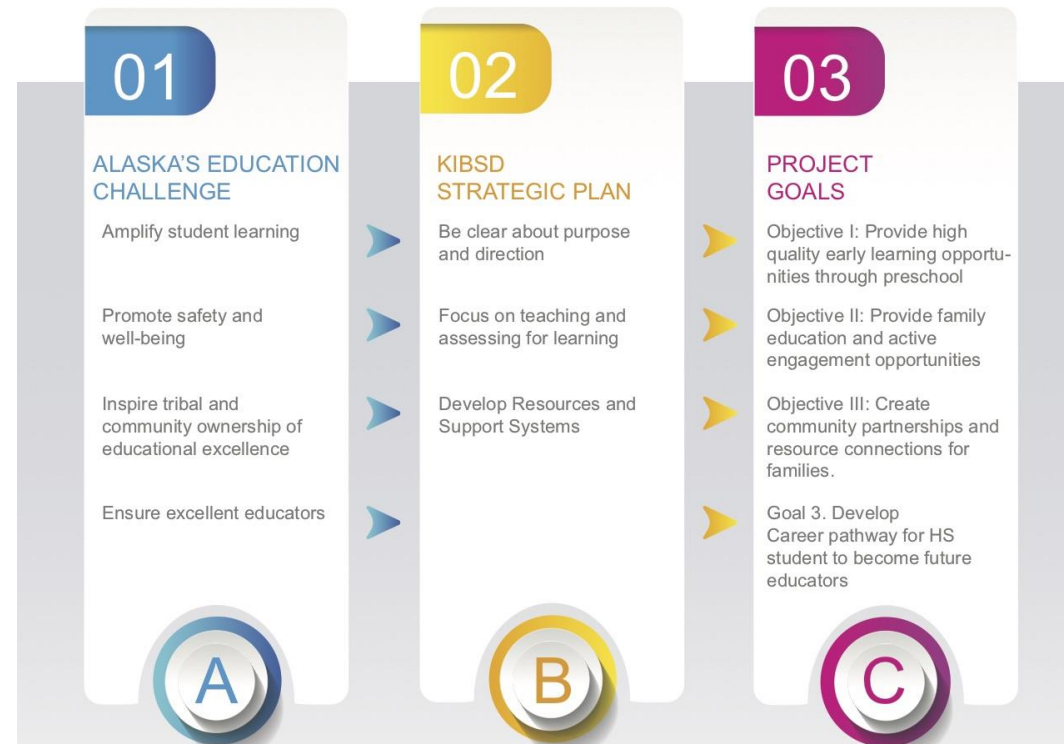 01
ALASKA'S EDUCATION
CHALLENGE
Amplify student learning
Promote safety and
well-being
Inspire tribal and
community ownership of
educational excellence
Ensure excellent educators
A
02
KIBSD
STRATEGIC PLAN
Be clear about purpose
and direction
Focus on teaching and
assessing for learning
Develop Resources and
Support Systems
B
03
PROJECT
GOALS
Objective I: Provide high
quality early learning opportu-
nities through preschool
Objective II: Provide family
education and active
engagement opportunities
Objective III: Create
community partnerships and
resource connections for
families.
Goal 3. Develop
Career pathway for HS
student to become future
educators
C